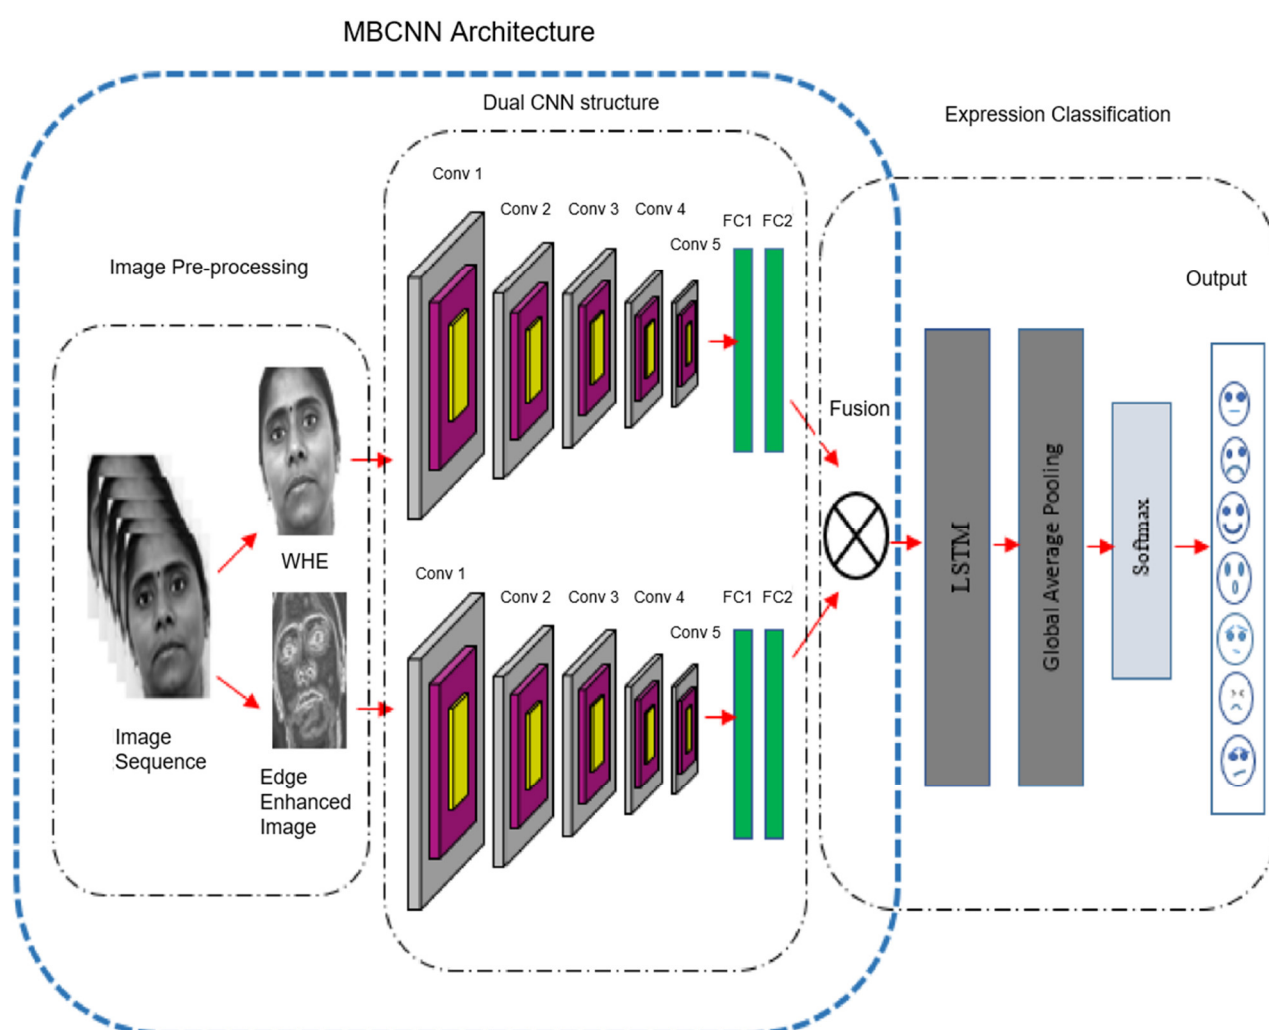 MBCNN Architecture
Dual CNN structure
Expression Classification
Conv 1
Conv 2
Conv 3
Conv 4
FC1
FC2
Conv 5
Image Pre-processing
Output
Fusion
WHE
LSTM
Global Average Pooling
Softmax
Conv 1
Conv 2
Conv 3
Conv 4
FC1
FC2
Conv 5
Image
Sequence
Edge
Enhanced
Image